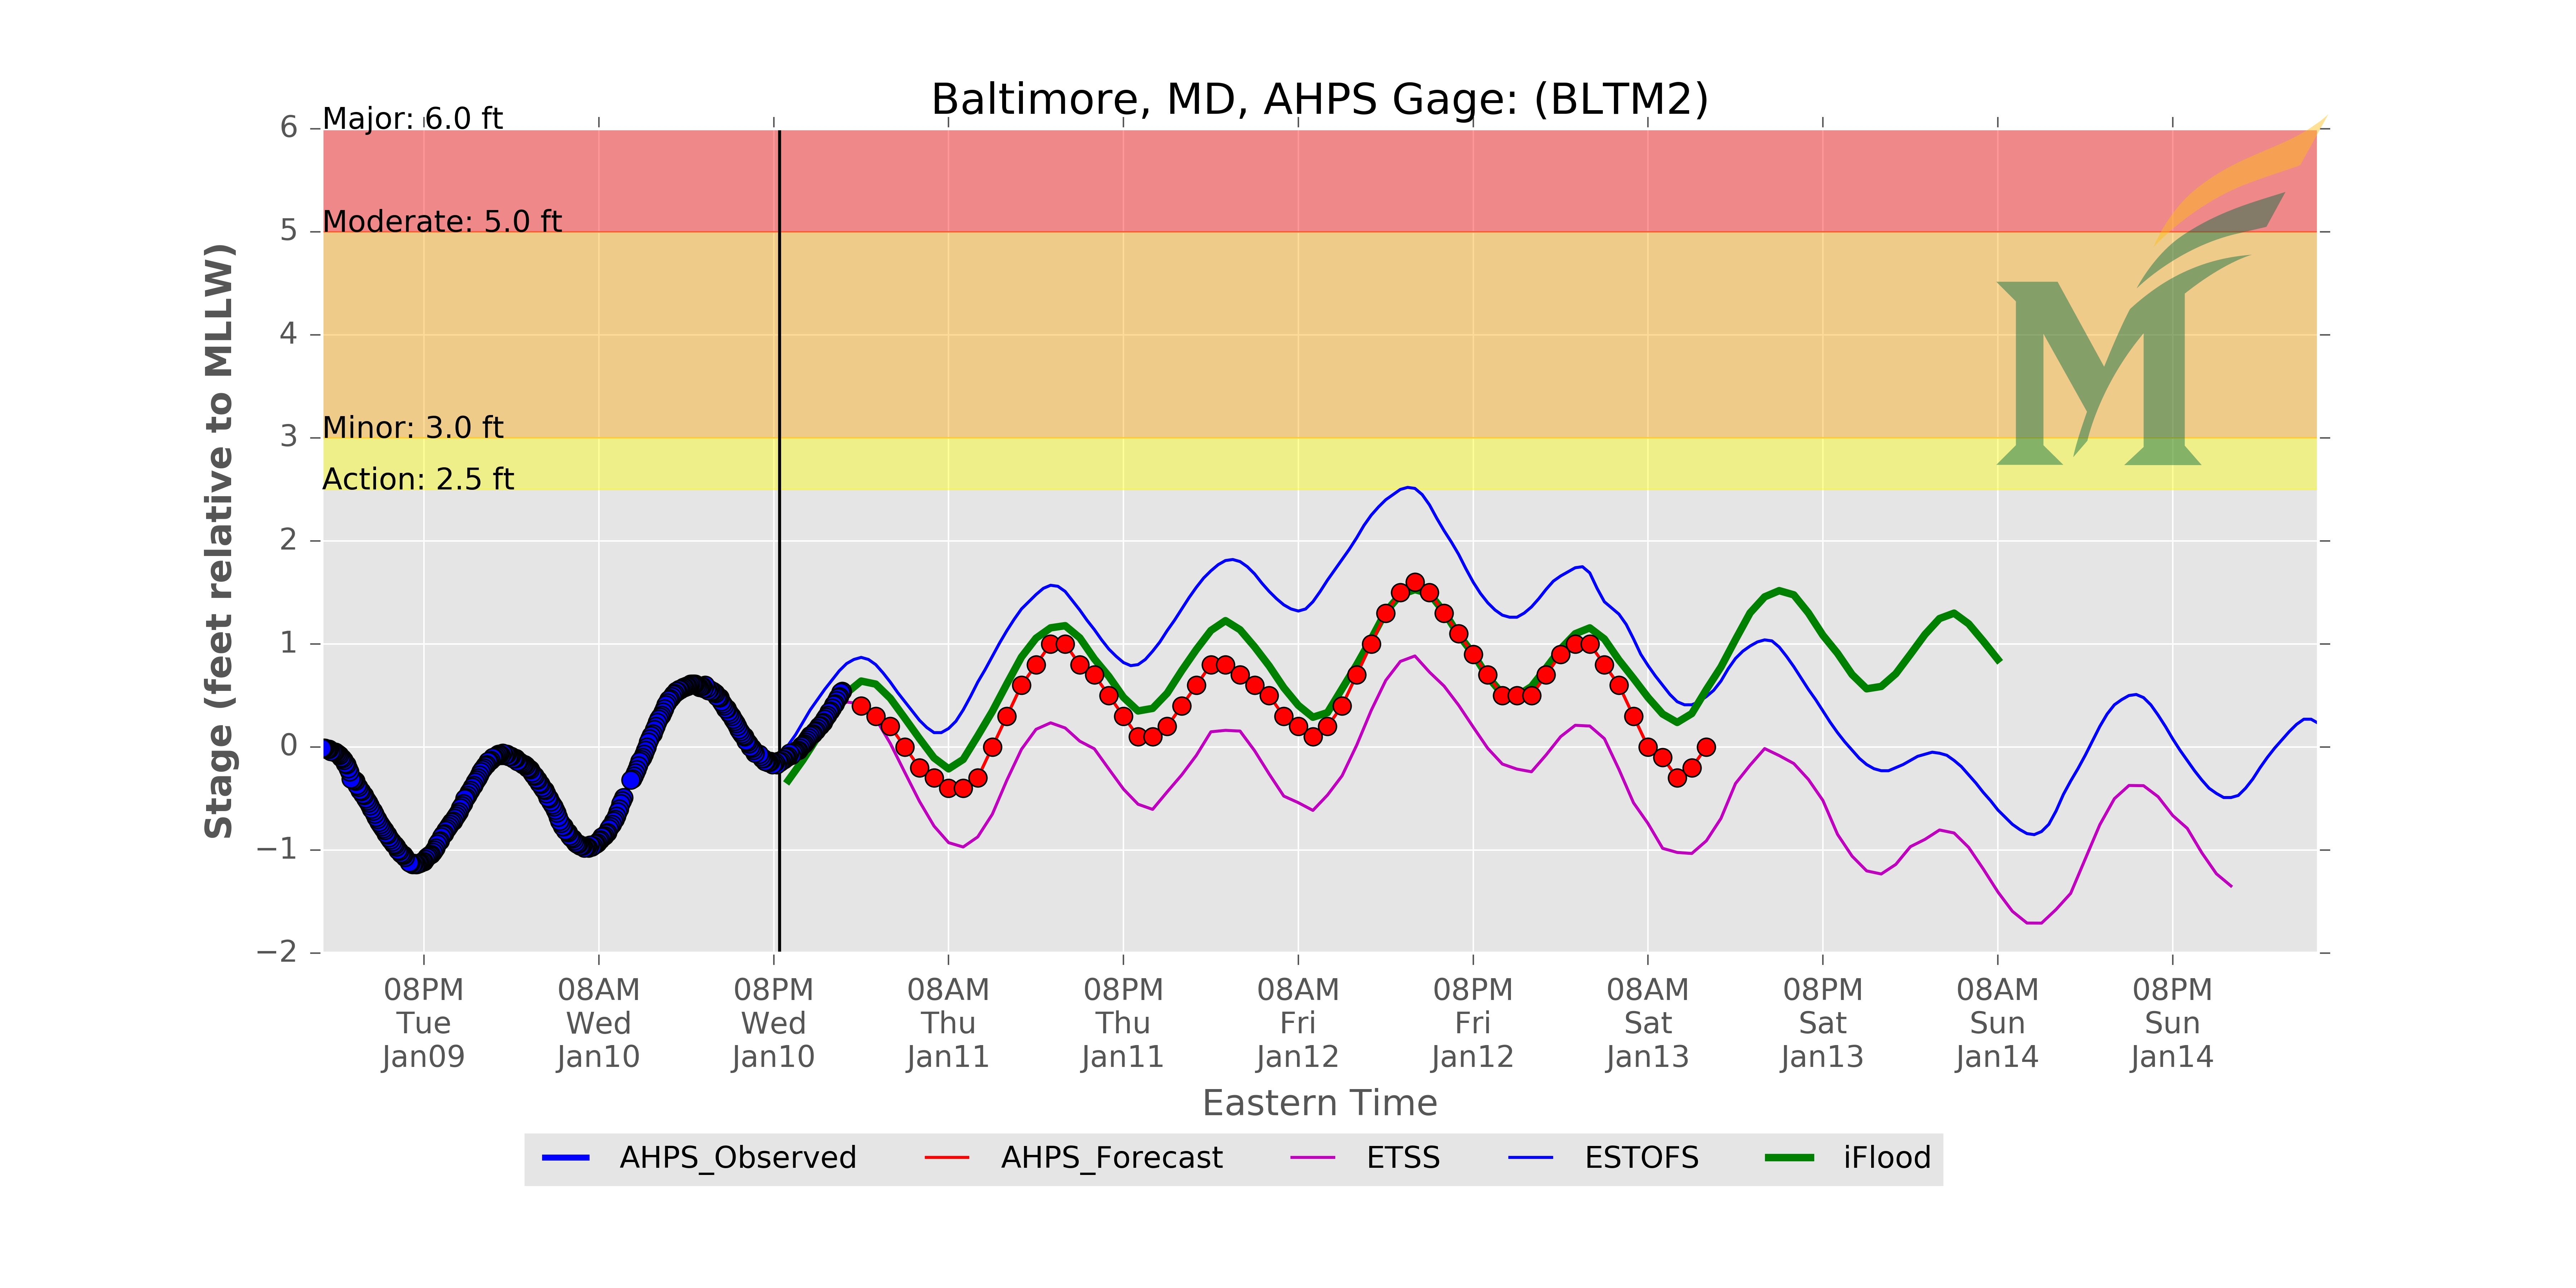 Baltimore, MD, AHPS Gage: (BLTM2)
Major: 6.0 ft
Moderate: 5.0 ft
Minor: 3.0 ft
Action: 2.5 ft
6
5
4
3
2
1
0
−1
−2
Stage (feet relative to MLLW)
M
08PM
Tue
Jan09
08AM
Wed
Jan10
08PM
Wed
Jan10
08AM
Thu
Jan11
08PM
Thu
Jan11
08AM
Fri
Jan12
08PM
Fri
Jan12
08AM
Sat
Jan13
08PM
Sat
Jan13
08AM
Sun
Jan14
08PM
Sun
Jan14
Eastern Time
AHPS_Observed
AHPS_Forecast
ETSS
ESTOFS
iFlood